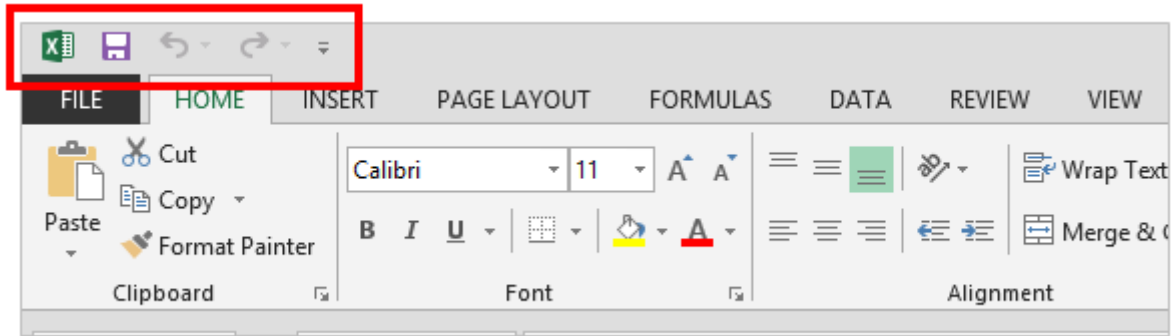 FILE HOME INSERT PAGE LAYOUT FORMULAS DATA REVIEW VIEW
Cut
Copy
Paste
Format Painter
Clipboard
Calibri 11 A A
B I U A
Font
Wrap Text
Merge &
Alignment